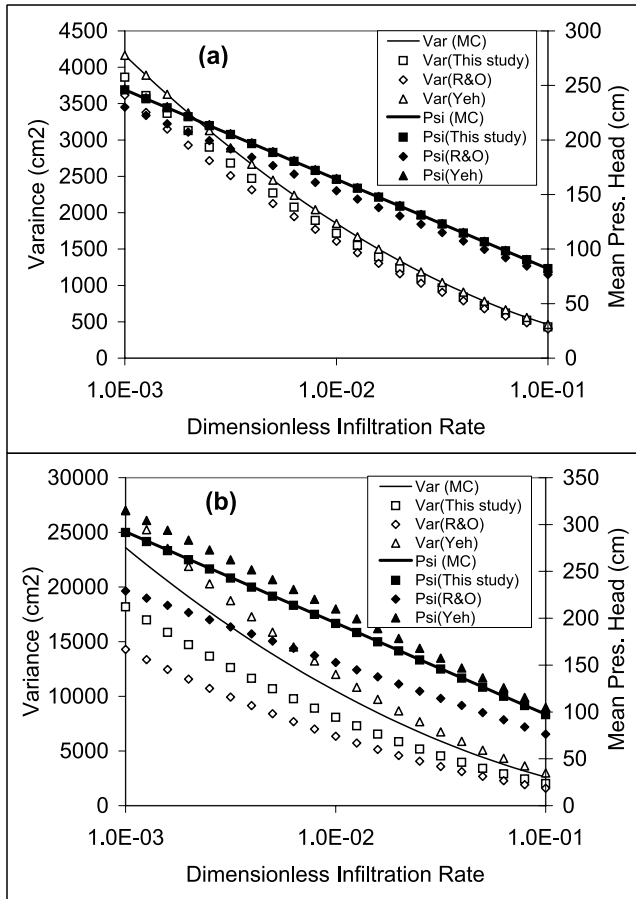 (a)
4500
4000
3500
3000
2500
2000
1500
1000
500
0
Varaince (cm2)
300
250
200
150
100
50
0
Mean Pres. Head (cm)
Var (MC)
Var(This study)
Var(R&O)
Var(Yeh)
Psi (MC)
Psi(This study)
Psi(R&O)
Psi(Yeh)
1.0E-03 1.0E-02 1.0E-01
Dimensionless Infiltration Rate
(b)
30000
25000
20000
15000
10000
5000
0
Variance (cm2)
350
300
250
200
150
100
50
0
Mean Pres. Head (cm)
Var (MC)
Var(This study)
Var(R&O)
Var(Yeh)
Psi (MC)
Psi(This study)
Psi(R&O)
Psi(Yeh)
1.0E-03 1.0E-02 1.0E-01
Dimensionless Infiltration Rate